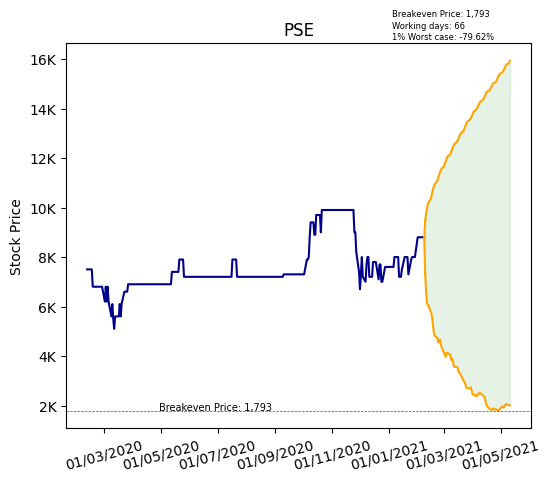 Breakeven Price: 1,793
Working days: 66
1% Worst case: -79.62%
PSE
Stock Price
16K
14K
12K
10K
8K
6K
4K
2K
Breakeven Price: 1,793
01/03/2020
01/05/2020
01/07/2020
01/09/2020
01/11/2020
01/01/2021
01/03/2021
01/05/2021